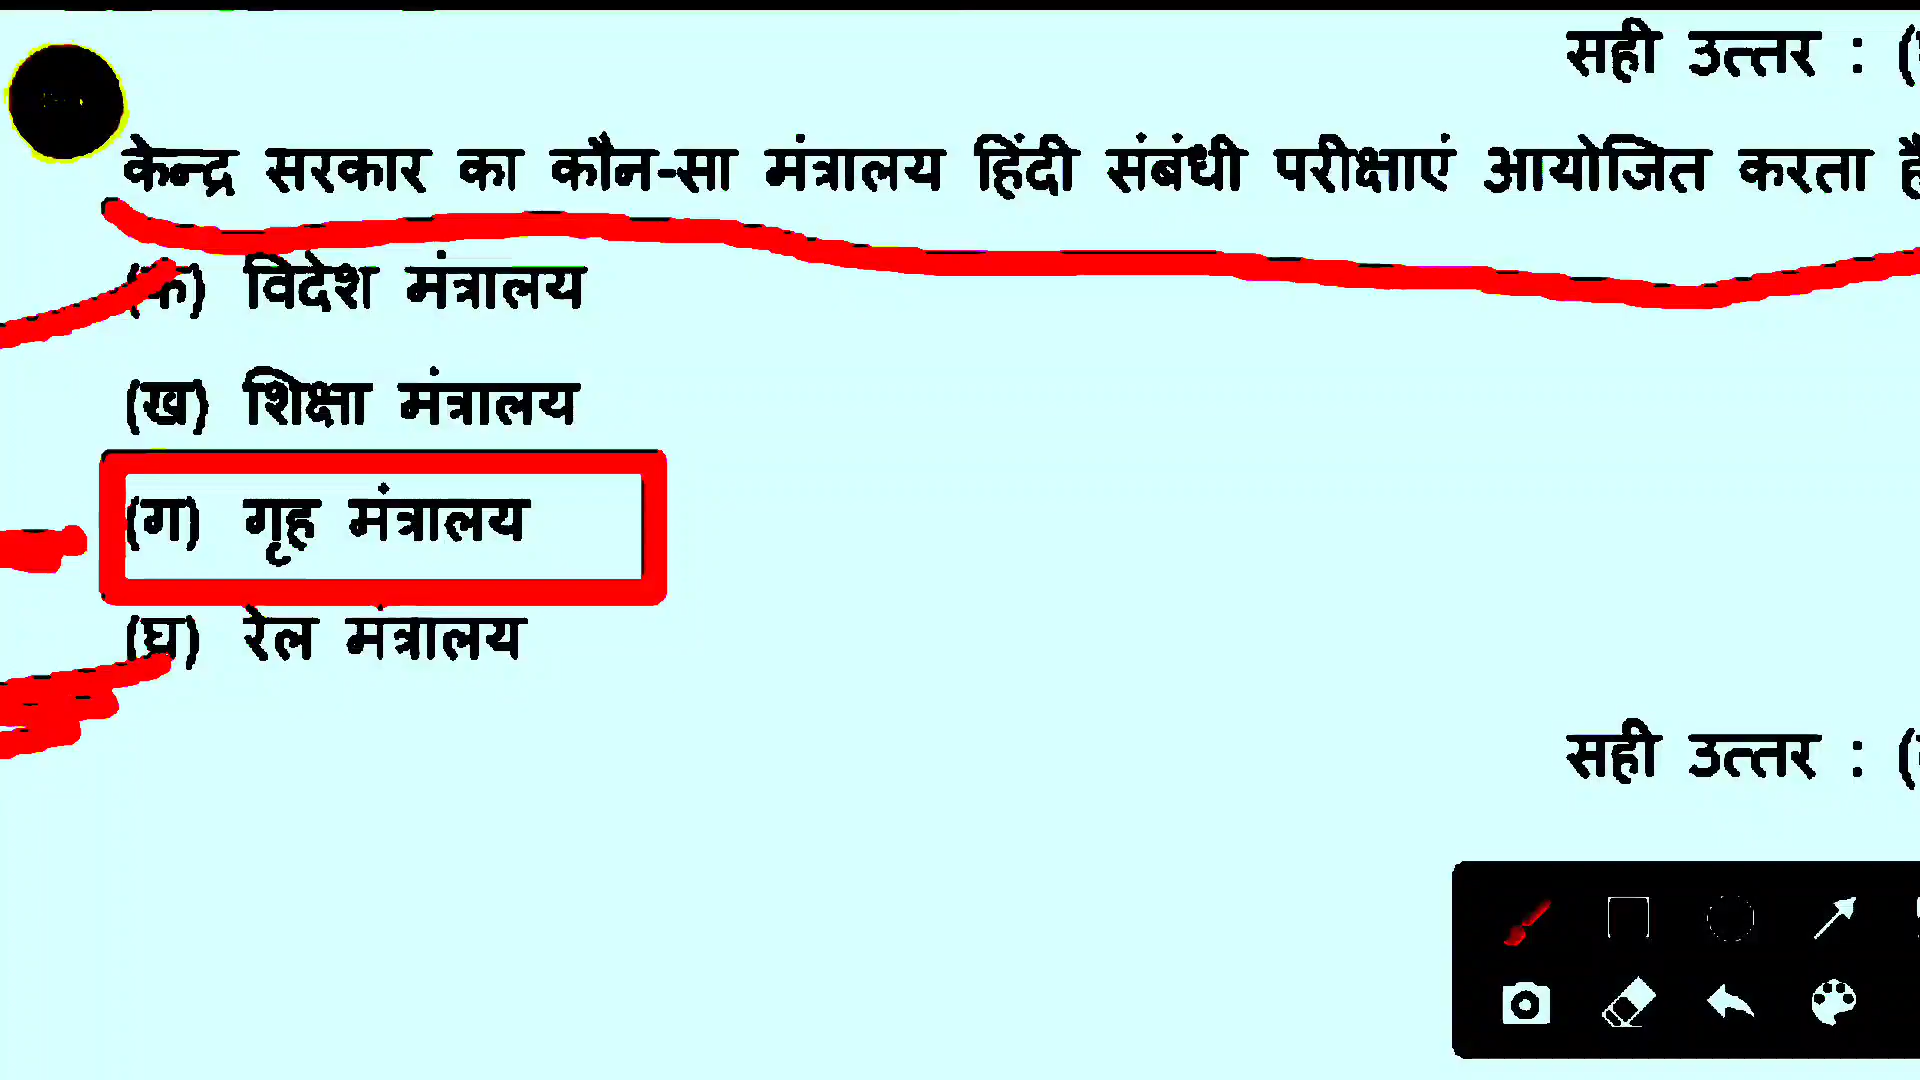 सही उत्तर : (
केन्द्र सरकार का कौन-सा मंत्रालय हिंदी संबंधी परीक्षाएं आयोजित करता है
(क) विदेश मंत्रालय
(ख) शिक्षा मंत्रालय
(ग) गृह मंत्रालय
(घ) रेल मंत्रालय
सही उत्तर : (